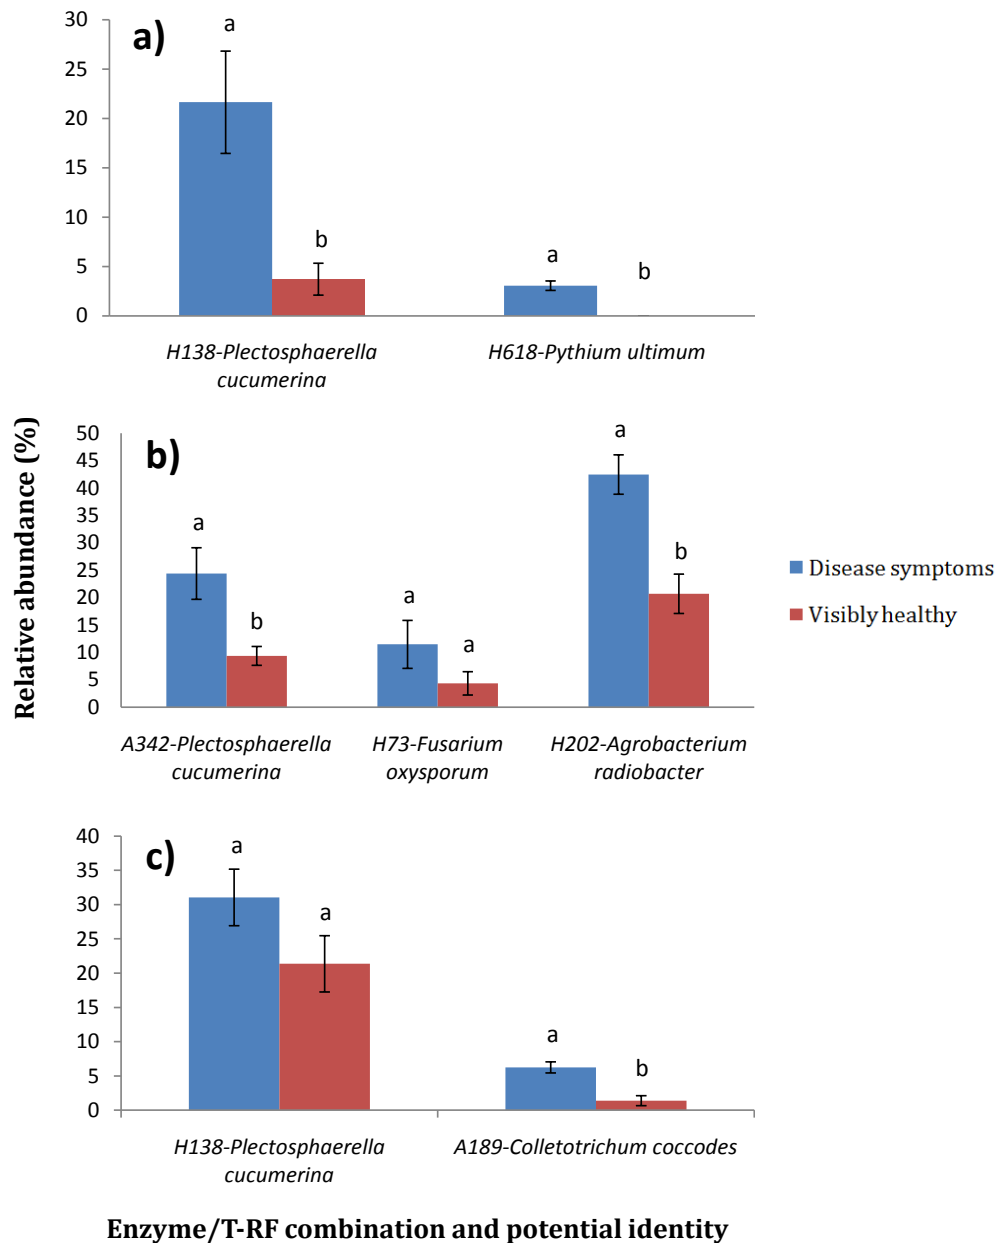 a)
30
25
20
15
10
5
0
a
b
a
b
H138-Plectosphaerella
cucumerina
H618-Pythium ultimum
Relative abundance (%)
b)
50
45
40
35
30
25
20
15
10
5
0
a
b
a
a
a
b
A342-Plectosphaerella
cucumerina
H73-Fusarium
oxysporum
H202-Agrobacterium
radiobacter
Disease symptoms
Visibly healthy
c)
40
35
30
25
20
15
10
5
0
a
a
a
b
H138-Plectosphaerella
cucumerina
A189-Colletotrichum coccodes
Enzyme/T-RF combination and potential identity